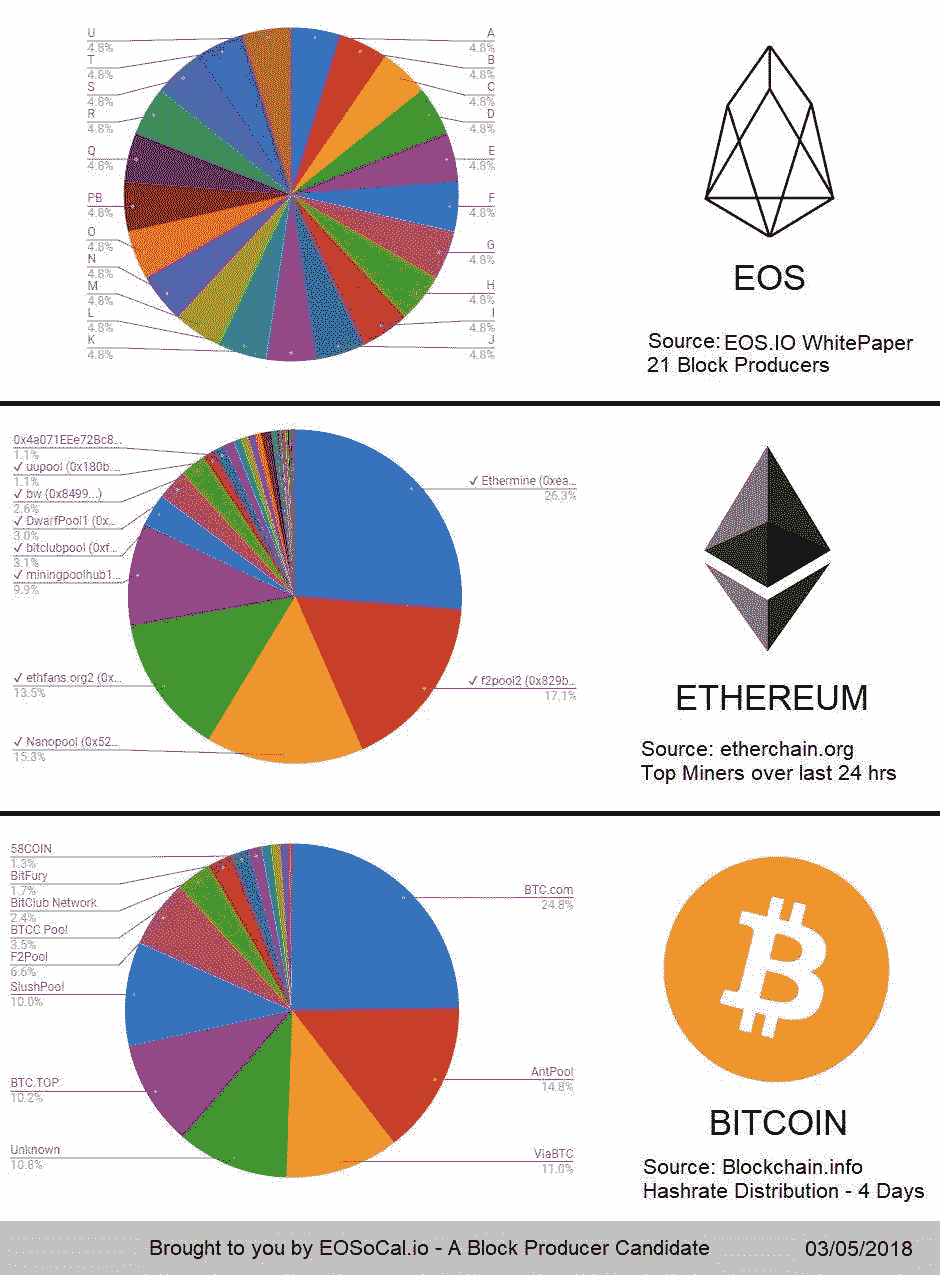 U
4.8%
T
4.8%
S
4.8%
R
4.8%
Q
4.8%
PB
4.8%
O
4.8%
N
4.8%
M
4.8%
L
4.8%
K
4.8%
A
4.8%
B
4.8%
C
4.8%
D
4.8%
E
4.8%
F
4.8%
G
4.8%
H
4.8%
I
4.8%
J
4.8%
EOS
Source: EOS.IO WhitePaper
21 Block Producers
0x4a071EEe72Bc8...
1.1%
✓ uupool (0x180b...
1.1%
✓ bw (0x8499...)
2.6%
✓ DwarfPool1 (0x...
3.0%
✓ bitclubpool (0xf...
3.1%
✓ miningpoolhub1...
9.9%
✓ ethfans.org2 (0x...
13.5%
✓ Nanopool (0x52...
15.3%
✓ Ethermine (0xea...
26.3%
✓ f2pool2 (0x829b...
17.1%
ETHEREUM
Source: etherchain.org
Top Miners over last 24 hrs
58COIN
1.3%
BitFury
1.7%
BitClub Network
2.4%
BTCC Pool
3.5%
F2Pool
6.6%
SlushPool
10.0%
BTC.TOP
10.2%
Unknown
10.8%
BTC.com
24.8%
AntPool
14.8%
ViaBTC
11.0%
BITCOIN
Source: Blockchain.info
Hashrate Distribution - 4 Days
Brought to you by EOSoCal.io - A Block Producer Candidate
03/05/2018